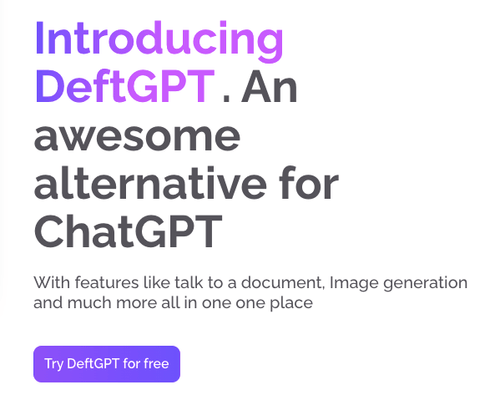 Introducing
DeftGPT . An
awesome
alternative for
ChatGPT
With features like talk to a document, Image generation
and much more all in one one place
Try DeftGPT for free